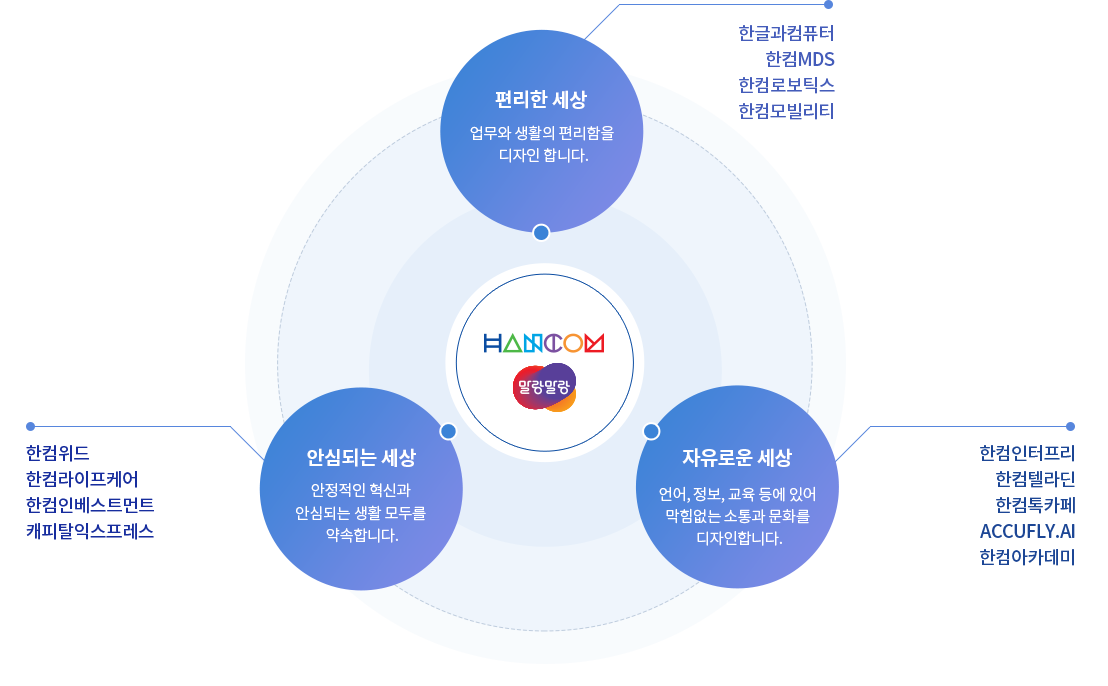 한글과컴퓨터
한컴MDS
한컴로보틱스
한컴모빌리티
편리한 세상
업무와 생활의 편리함을
디자인 합니다.
HANCOM
말랑말랑
안심되는 세상
안정적인 혁신과
안심되는 생활 모두를
약속합니다.
자유로운 세상
언어, 정보, 교육 등에 있어
막힘없는 소통과 문화를
디자인합니다.
한컴위드
한컴라이프케어
한컴인베스트먼트
캐피탈익스프레스
한컴인터프리
한컴텔라딘
한컴톡카페
ACCUFLY.AI
한컴아카데미